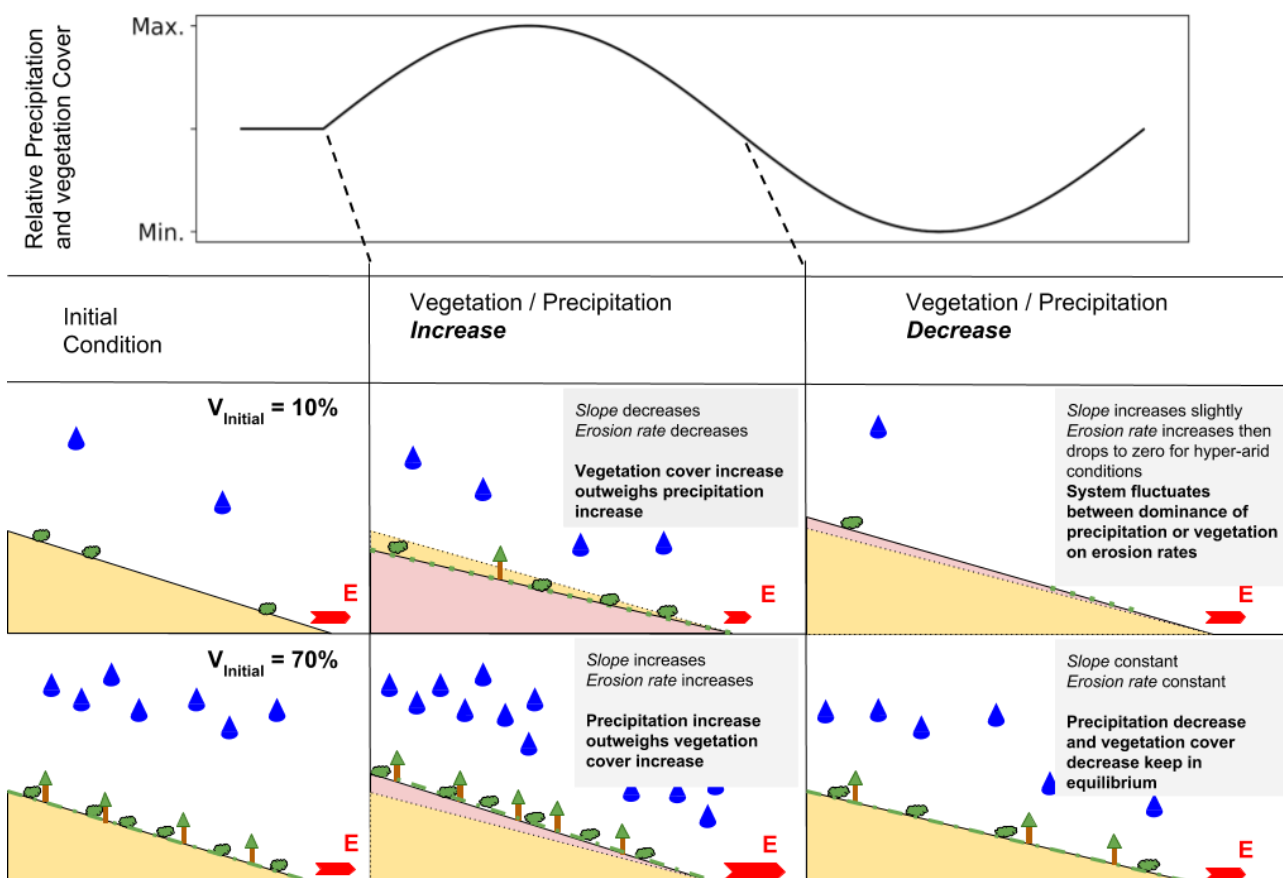 Relative Precipitation
and vegetation Cover
Max.
Min.
Initial
Condition
Vegetation / Precipitation
Increase
Vegetation / Precipitation
Decrease
VInitial = 10%
E
Slope decreases
Erosion rate decreases
Vegetation cover increase
outweighs precipitation
increase
E
Slope increases slightly
Erosion rate increases then
drops to zero for hyper-arid
conditions
System fluctuates
between dominance of
precipitation or vegetation
on erosion rates
E
VInitial = 70%
E
Slope increases
Erosion rate increases
Precipitation increase
outweighs vegetation
cover increase
E
Slope constant
Erosion rate constant
Precipitation decrease
and vegetation cover
decrease keep in
equilibrium
E